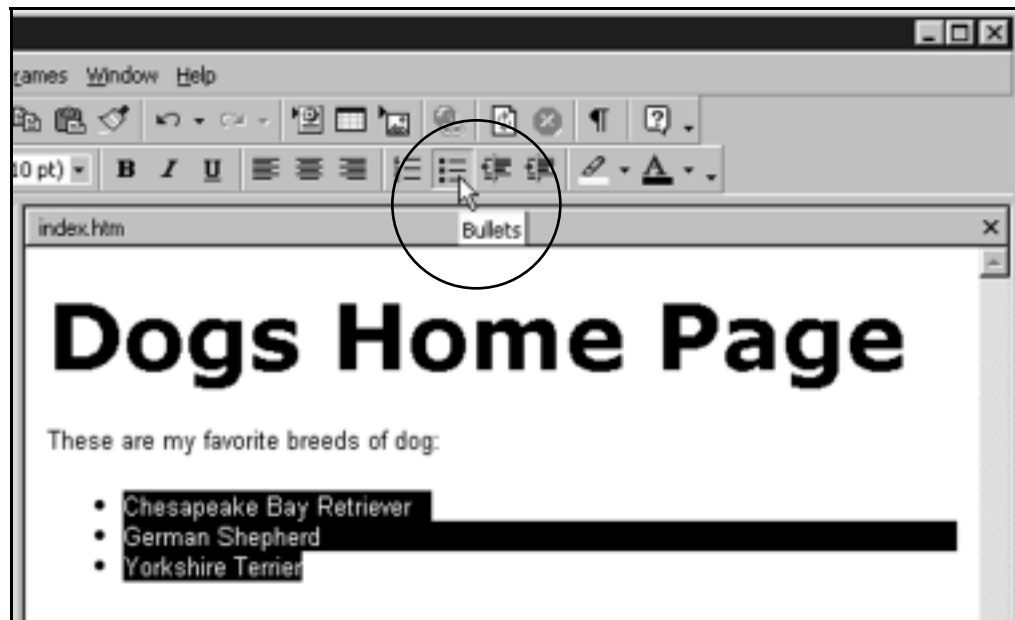 rames Window Help
10 pt) B I U
index.htm
Bullets
Dogs Home Page
These are my favorite breeds of dog:
• Chesapeake Bay Retriever
• German Shepherd
• Yorkshire Terrier